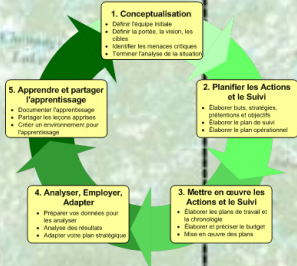 1. Conceptualisation
• Définir l'équipe initiale
• Définir la portée, la vision, les
cibles
• Identifier les menaces critiques
• Terminer l'analyse de la situation
2. Planifier les Actions
et le Suivi
• Élaborer buts, stratégies,
prétentions et objectifs
• Élaborer le plan de suivi
• Élaborer le plan opérationnel
3. Mettre en œuvre les
Actions et le Suivi
• Élaborer les plans de travail et
la chronologie
• Élaborer et préciser le budget
• Mise en œuvre des plans
4. Analyser, Employer,
Adapter
• Préparer vos données pour
les analyser
• Analyse des résultats
• Adapter votre plan stratégique
5. Apprendre et partager
l'apprentissage
• Documenter l'apprentissage
• Partager les leçons apprises
• Créer un environnement pour
l'apprentissage